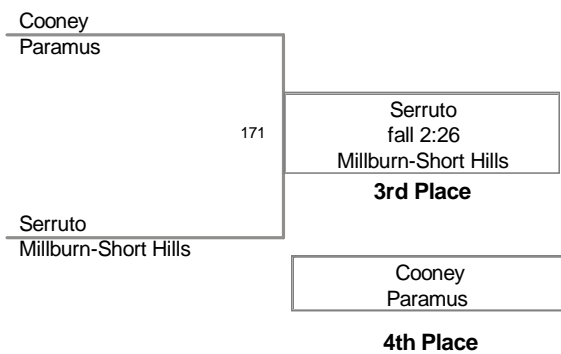 Cooney
Paramus
171
Serruto
fall 2:26
Millburn-Short Hills
3rd Place
Serruto
Millburn-Short Hills
Cooney
Paramus
4th Place